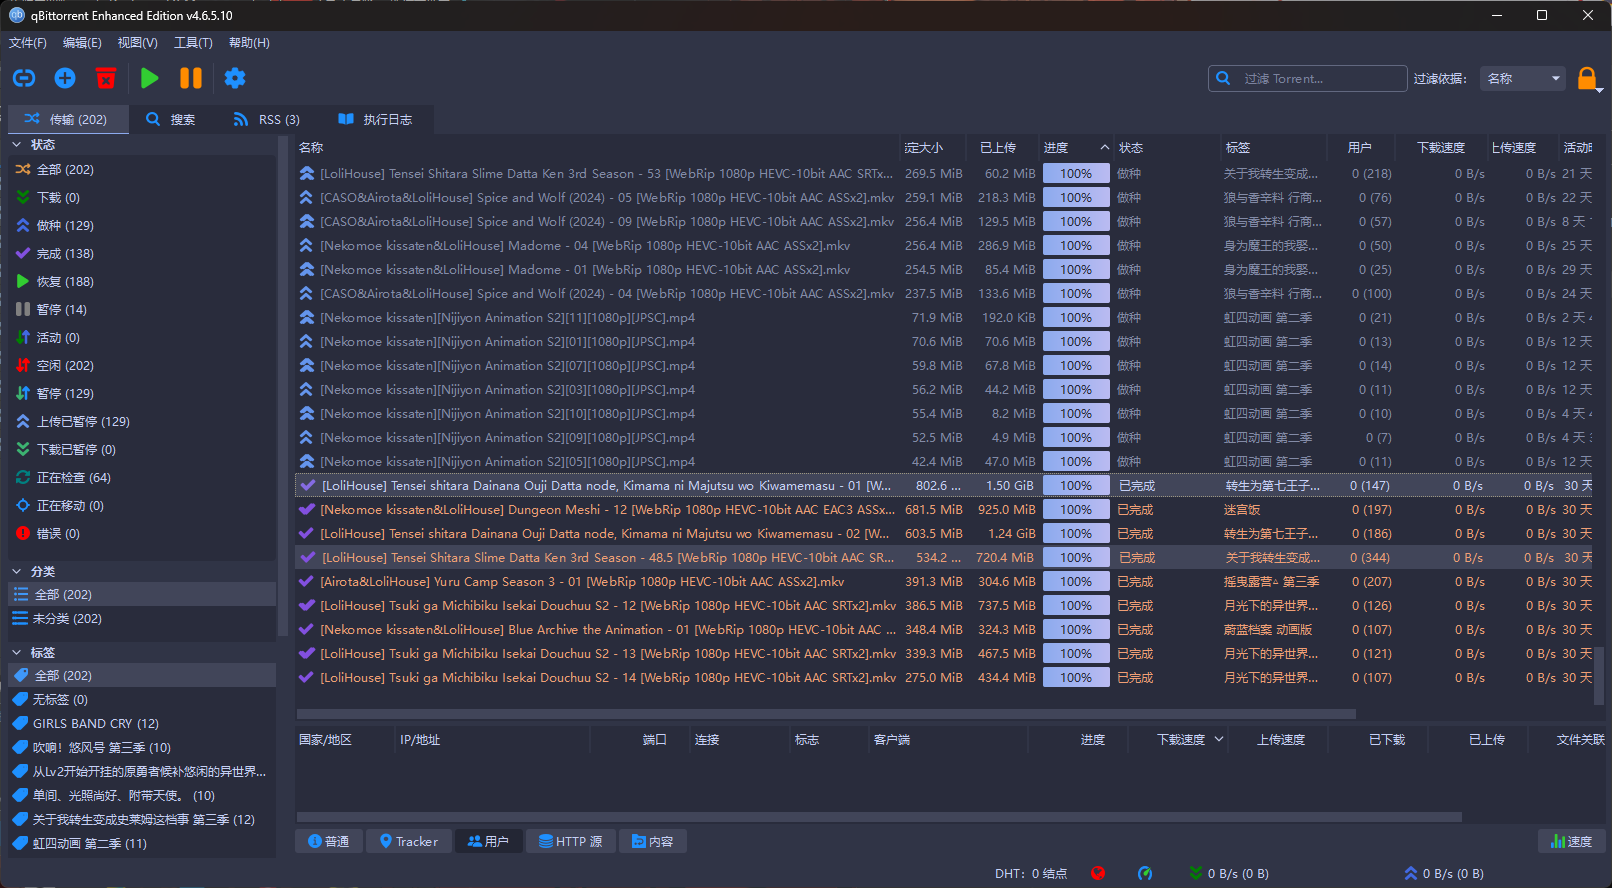 qBittorrent Enhanced Edition v4.6.5.10
文件(F) 编辑(E) 视图(V) 工具(T) 帮助(H)
过滤 Torrent... 过滤依据: 名称
传输 (202) 搜索 RSS (3) 执行日志
状态
全部 (202)
下载 (0)
做种 (129)
完成 (138)
恢复 (188)
暂停 (14)
活动 (0)
空闲 (202)
暂停 (129)
上传已暂停 (129)
下载已暂停 (0)
正在检查 (64)
正在移动 (0)
错误 (0)
分类
全部 (202)
未分类 (202)
标签
全部 (202)
无标签 (0)
GIRLS BAND CRY (12)
吹响！悠风号 第三季 (10)
从Lv2开始开挂的原勇者候补悠闲的异世界...
单间、光照尚好、附带天使。 (10)
关于我转生变成史莱姆这档事 第三季 (12)
虹四动画 第二季 (11)
名称 定大小 已上传 进度 状态 标签 用户 下载速度 上传速度 活动
[LoliHouse] Tensei Shitara Slime Datta Ken 3rd Season - 53 [WebRip 1080p HEVC-10bit AAC SRTx... 269.5 MiB 60.2 MiB 100% 做种 关于我转生变成... 0 (218) 0 B/s 0 B/s 21 天
[CASO&Airota&LoliHouse] Spice and Wolf (2024) - 05 [WebRip 1080p HEVC-10bit AAC ASSx2].mkv 259.1 MiB 218.3 MiB 100% 做种 狼与香辛料 行商... 0 (76) 0 B/s 0 B/s 22 天
[CASO&Airota&LoliHouse] Spice and Wolf (2024) - 09 [WebRip 1080p HEVC-10bit AAC ASSx2].mkv 256.4 MiB 129.5 MiB 100% 做种 狼与香辛料 行商... 0 (57) 0 B/s 0 B/s 8 天
[Nekomoe kissaten&LoliHouse] Madome - 04 [WebRip 1080p HEVC-10bit AAC ASSx2].mkv 256.4 MiB 286.9 MiB 100% 做种 身为魔王的我娶... 0 (50) 0 B/s 0 B/s 25 天
[Nekomoe kissaten&LoliHouse] Madome - 01 [WebRip 1080p HEVC-10bit AAC ASSx2].mkv 254.5 MiB 85.4 MiB 100% 做种 身为魔王的我娶... 0 (25) 0 B/s 0 B/s 29 天
[CASO&Airota&LoliHouse] Spice and Wolf (2024) - 04 [WebRip 1080p HEVC-10bit AAC ASSx2].mkv 237.5 MiB 133.6 MiB 100% 做种 狼与香辛料 行商... 0 (100) 0 B/s 0 B/s 24 天
[Nekomoe kissaten][Nijiyon Animation S2][11][1080p][JPSC].mp4 71.9 MiB 192.0 KiB 100% 做种 虹四动画 第二季 0 (21) 0 B/s 0 B/s 2 天
[Nekomoe kissaten][Nijiyon Animation S2][01][1080p][JPSC].mp4 70.6 MiB 70.6 MiB 100% 做种 虹四动画 第二季 0 (13) 0 B/s 0 B/s 12 天
[Nekomoe kissaten][Nijiyon Animation S2][07][1080p][JPSC].mp4 59.8 MiB 67.8 MiB 100% 做种 虹四动画 第二季 0 (14) 0 B/s 0 B/s 12 天
[Nekomoe kissaten][Nijiyon Animation S2][03][1080p][JPSC].mp4 56.2 MiB 44.2 MiB 100% 做种 虹四动画 第二季 0 (11) 0 B/s 0 B/s 12 天
[Nekomoe kissaten][Nijiyon Animation S2][10][1080p][JPSC].mp4 55.4 MiB 8.2 MiB 100% 做种 虹四动画 第二季 0 (10) 0 B/s 0 B/s 4 天
[Nekomoe kissaten][Nijiyon Animation S2][09][1080p][JPSC].mp4 52.5 MiB 4.9 MiB 100% 做种 虹四动画 第二季 0 (7) 0 B/s 0 B/s 4 天
[Nekomoe kissaten][Nijiyon Animation S2][05][1080p][JPSC].mp4 42.4 MiB 47.0 MiB 100% 做种 虹四动画 第二季 0 (11) 0 B/s 0 B/s 12 天
[LoliHouse] Tensei shitara Dainana Ouji Datta node, Kimama ni Majutsu wo Kiwamemasu - 01 [W... 802.6 ... 1.50 GiB 100% 已完成 转生为第七王子... 0 (147) 0 B/s 0 B/s 30 天
[Nekomoe kissaten&LoliHouse] Dungeon Meshi - 12 [WebRip 1080p HEVC-10bit AAC EAC3 ASSx... 681.5 MiB 925.0 MiB 100% 已完成 迷宫饭 0 (197) 0 B/s 0 B/s 30 天
[LoliHouse] Tensei shitara Dainana Ouji Datta node, Kimama ni Majutsu wo Kiwamemasu - 02 [W... 603.5 MiB 1.24 GiB 100% 已完成 转生为第七王子... 0 (186) 0 B/s 0 B/s 30 天
[LoliHouse] Tensei Shitara Slime Datta Ken 3rd Season - 48.5 [WebRip 1080p HEVC-10bit AAC SR... 534.2 ... 720.4 MiB 100% 已完成 关于我转生变成... 0 (344) 0 B/s 0 B/s 30 天
[Airota&LoliHouse] Yuru Camp Season 3 - 01 [WebRip 1080p HEVC-10bit AAC ASSx2].mkv 391.3 MiB 304.6 MiB 100% 已完成 摇曳露营△ 第三季 0 (207) 0 B/s 0 B/s 30 天
[LoliHouse] Tsuki ga Michibiku Isekai Douchuu S2 - 12 [WebRip 1080p HEVC-10bit AAC SRTx2].mkv 386.5 MiB 737.5 MiB 100% 已完成 月光下的异世界... 0 (126) 0 B/s 0 B/s 30 天
[Nekomoe kissaten&LoliHouse] Blue Archive the Animation - 01 [WebRip 1080p HEVC-10bit AAC ... 348.4 MiB 324.3 MiB 100% 已完成 蔚蓝档案 动画版 0 (107) 0 B/s 0 B/s 30 天
[LoliHouse] Tsuki ga Michibiku Isekai Douchuu S2 - 13 [WebRip 1080p HEVC-10bit AAC SRTx2].mkv 339.3 MiB 467.5 MiB 100% 已完成 月光下的异世界... 0 (121) 0 B/s 0 B/s 30 天
[LoliHouse] Tsuki ga Michibiku Isekai Douchuu S2 - 14 [WebRip 1080p HEVC-10bit AAC SRTx2].mkv 275.0 MiB 434.4 MiB 100% 已完成 月光下的异世界... 0 (107) 0 B/s 0 B/s 30 天
国家/地区 IP/地址 端口 连接 标志 客户端 进度 下载速度 上传速度 已下载 已上传 文件关联
普通 Tracker 用户 HTTP 源 内容 速度
DHT: 0 结点 0 B/s (0 B) 0 B/s (0 B)